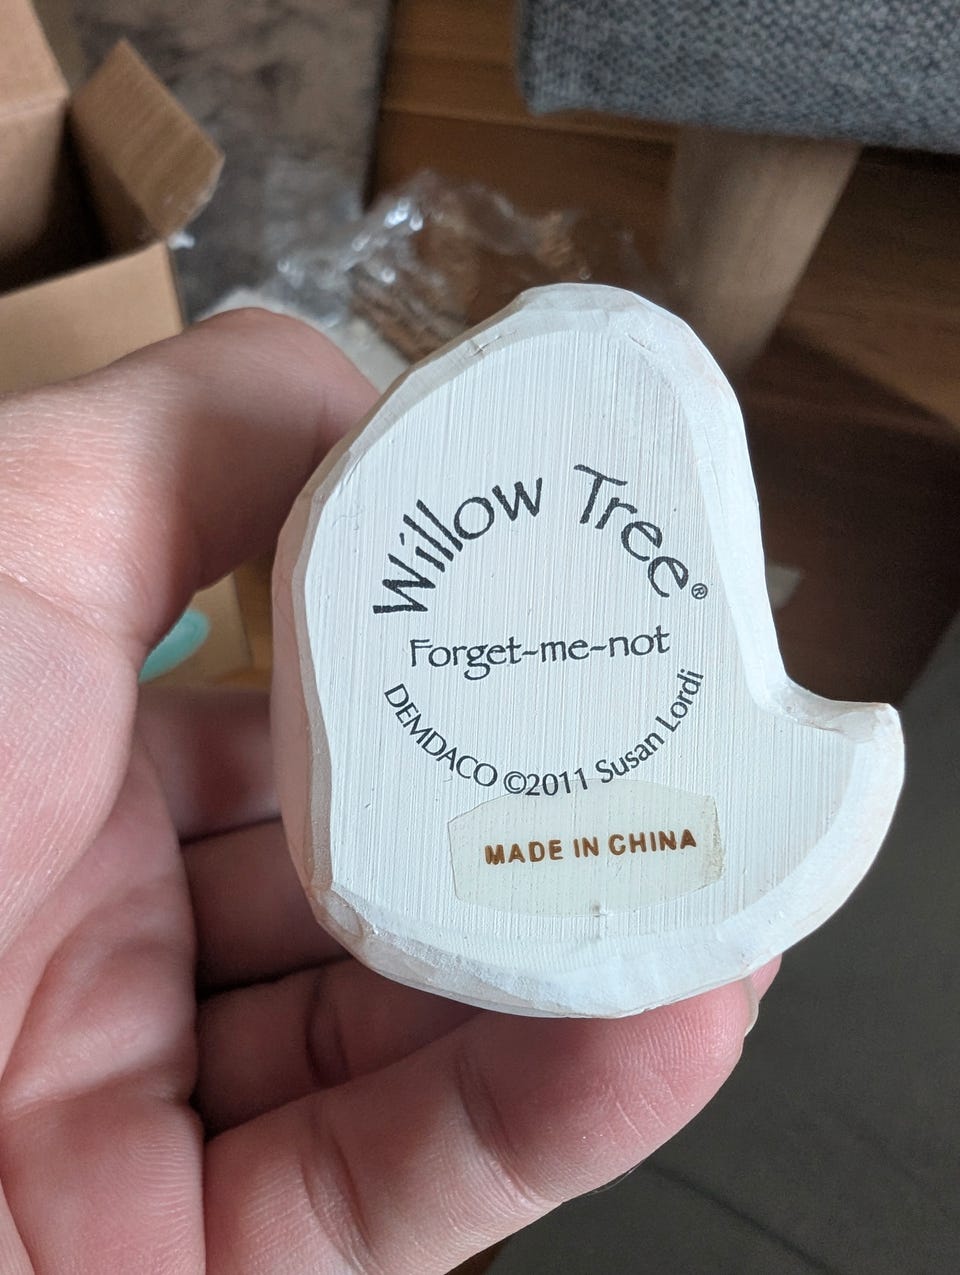 Willow Tree®
Forget-me-not
DEMDACO ©2011 Susan Lordi
MADE IN CHINA